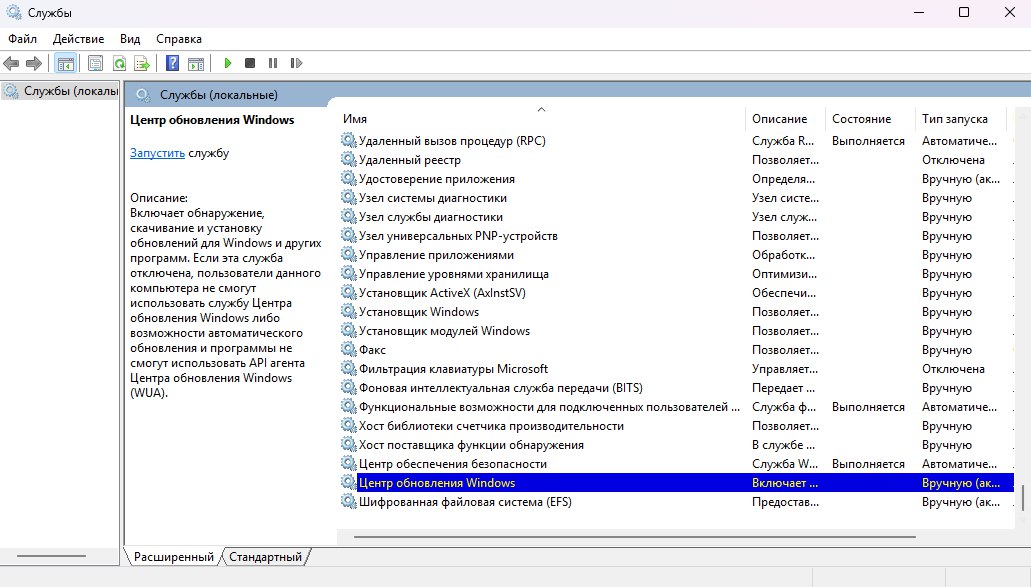 Службы
Файл Действие Вид Справка
Службы (локалы
Службы (локальные)
Центр обновления Windows
Запустить службу
Описание:
Включает обнаружение,
скачивание и установку
обновлений для Windows и других
программ. Если эта служба
отключена, пользователи данного
компьютера не смогут
использовать службу Центра
обновления Windows либо
возможности автоматического
обновления и программы не
смогут использовать API агента
Центра обновления Windows
(WUA).
Имя Описание Состояние Тип запуска
Удаленный вызов процедур (RPC) Служба R... Выполняется Автоматиче...
Удаленный реестр Позволяет... Отключена
Удостоверение приложения Определя... Вручную (ак...
Узел системы диагностики Узел систе... Вручную
Узел службы диагностики Узел служ... Вручную
Узел универсальных PNP-устройств Позволяет... Вручную
Управление приложениями Обработк... Вручную
Управление уровнями хранилища Оптимизи... Вручную
Установщик ActiveX (AxInstSV) Обеспечи... Вручную
Установщик Windows Позволяет... Вручную
Установщик модулей Windows Позволяет... Вручную
Факс Позволяет... Вручную
Фильтрация клавиатуры Microsoft Управляет... Отключена
Фоновая интеллектуальная служба передачи (BITS) Передает ... Вручную
Функциональные возможности для подключенных пользователей ... Служба ф... Выполняется Автоматиче...
Хост библиотеки счетчика производительности Позволяет... Вручную
Хост поставщика функции обнаружения В службе ... Вручную
Центр обеспечения безопасности Служба W... Выполняется Автоматиче...
Центр обновления Windows Включает ... Вручную (ак...
Шифрованная файловая система (EFS) Предостав... Вручную (ак...
Расширенный Стандартный